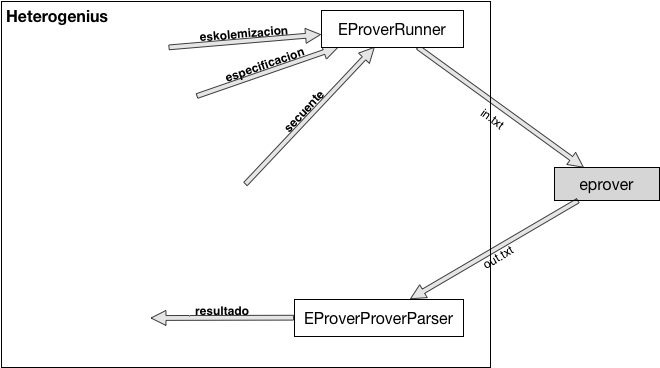 Heterogenius
EProverRunner
eskolemizacion
especificacion
secuente
in.txt
eprover
out.txt
resultado
EProverProverParser